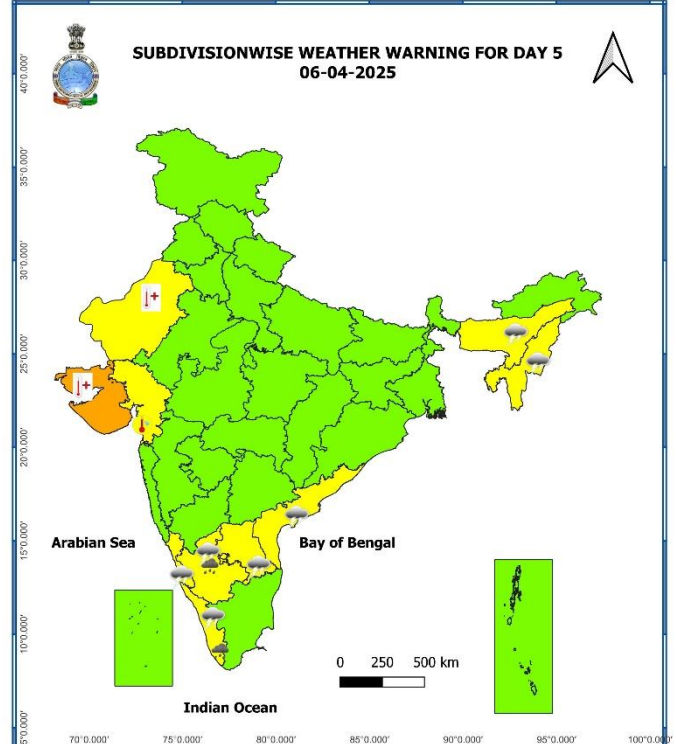 SUBDIVISIONWISE WEATHER WARNING FOR DAY 5
06-04-2025
40°0.000'
35°0.000'
30°0.000'
25°0.000'
20°0.000'
15°0.000'
10°0.000'
5°0.000'
Arabian Sea
Bay of Bengal
0 250 500 km
Indian Ocean
70°0.000' 75°0.000' 80°0.000' 85°0.000' 90°0.000' 95°0.000' 100°0.000'